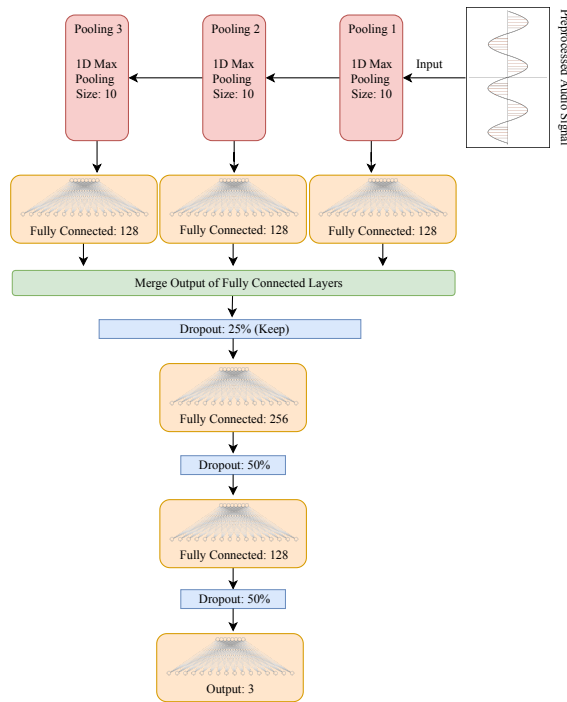 Pooling 3
1D Max
Pooling
Size: 10
Pooling 2
1D Max
Pooling
Size: 10
Pooling 1
1D Max
Pooling
Size: 10
Input
Preprocessed Audio Signal
Fully Connected: 128
Fully Connected: 128
Fully Connected: 128
Merge Output of Fully Connected Layers
Dropout: 25% (Keep)
Fully Connected: 256
Dropout: 50%
Fully Connected: 128
Dropout: 50%
Output: 3